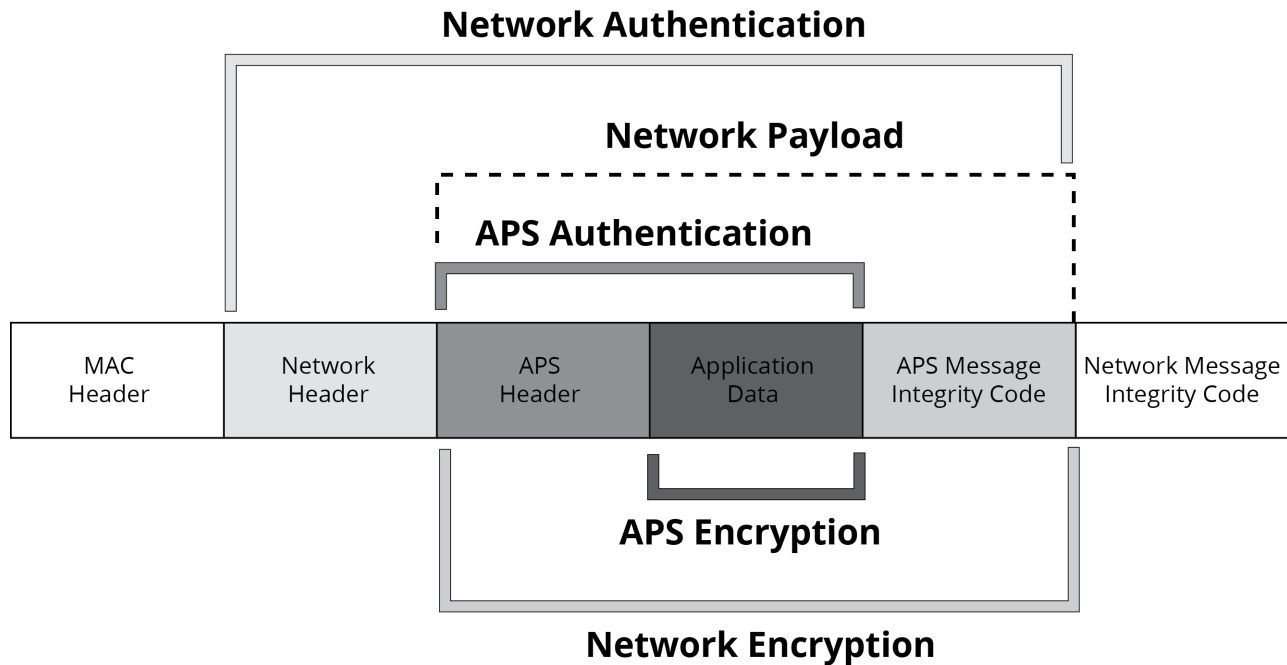 Network Authentication
Network Payload
APS Authentication
MAC
Header
Network
Header
APS
Header
Application
Data
APS Message
Integrity Code
Network Message
Integrity Code
APS Encryption
Network Encryption